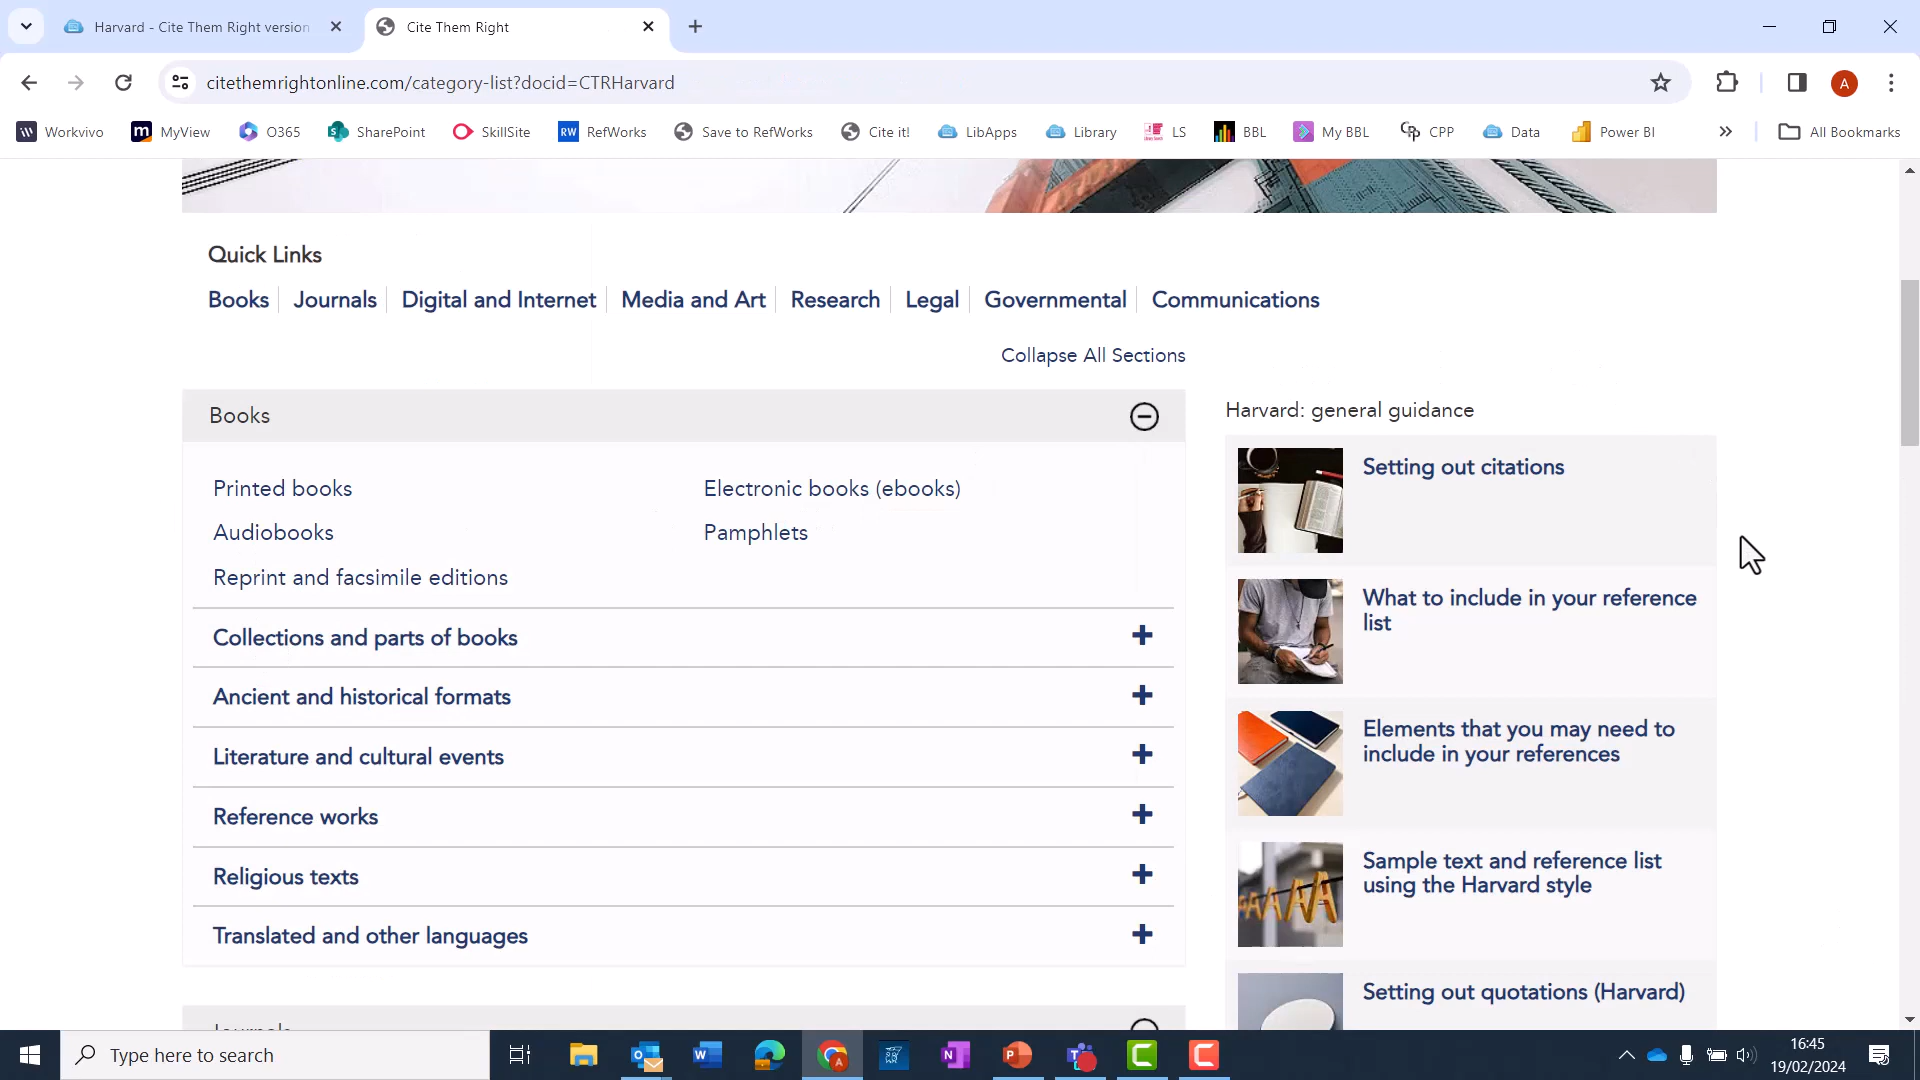 Harvard - Cite Them Right version
Cite Them Right
citethemrightonline.com/category-list?docid=CTRHarvard
A
Workvivo MyView O365 SharePoint SkillSite RW RefWorks Save to RefWorks Cite it! LibApps Library LS BBL My BBL CPP Data Power BI » All Bookmarks
Quick Links
Books Journals Digital and Internet Media and Art Research Legal Governmental Communications
Collapse All Sections
Books
Printed books
Electronic books (ebooks)
Audiobooks
Pamphlets
Reprint and facsimile editions
Collections and parts of books
Ancient and historical formats
Literature and cultural events
Reference works
Religious texts
Translated and other languages
Journals
Harvard: general guidance
Setting out citations
What to include in your reference
list
Elements that you may need to
include in your references
Sample text and reference list
using the Harvard style
Setting out quotations (Harvard)
Type here to search
16:45
19/02/2024